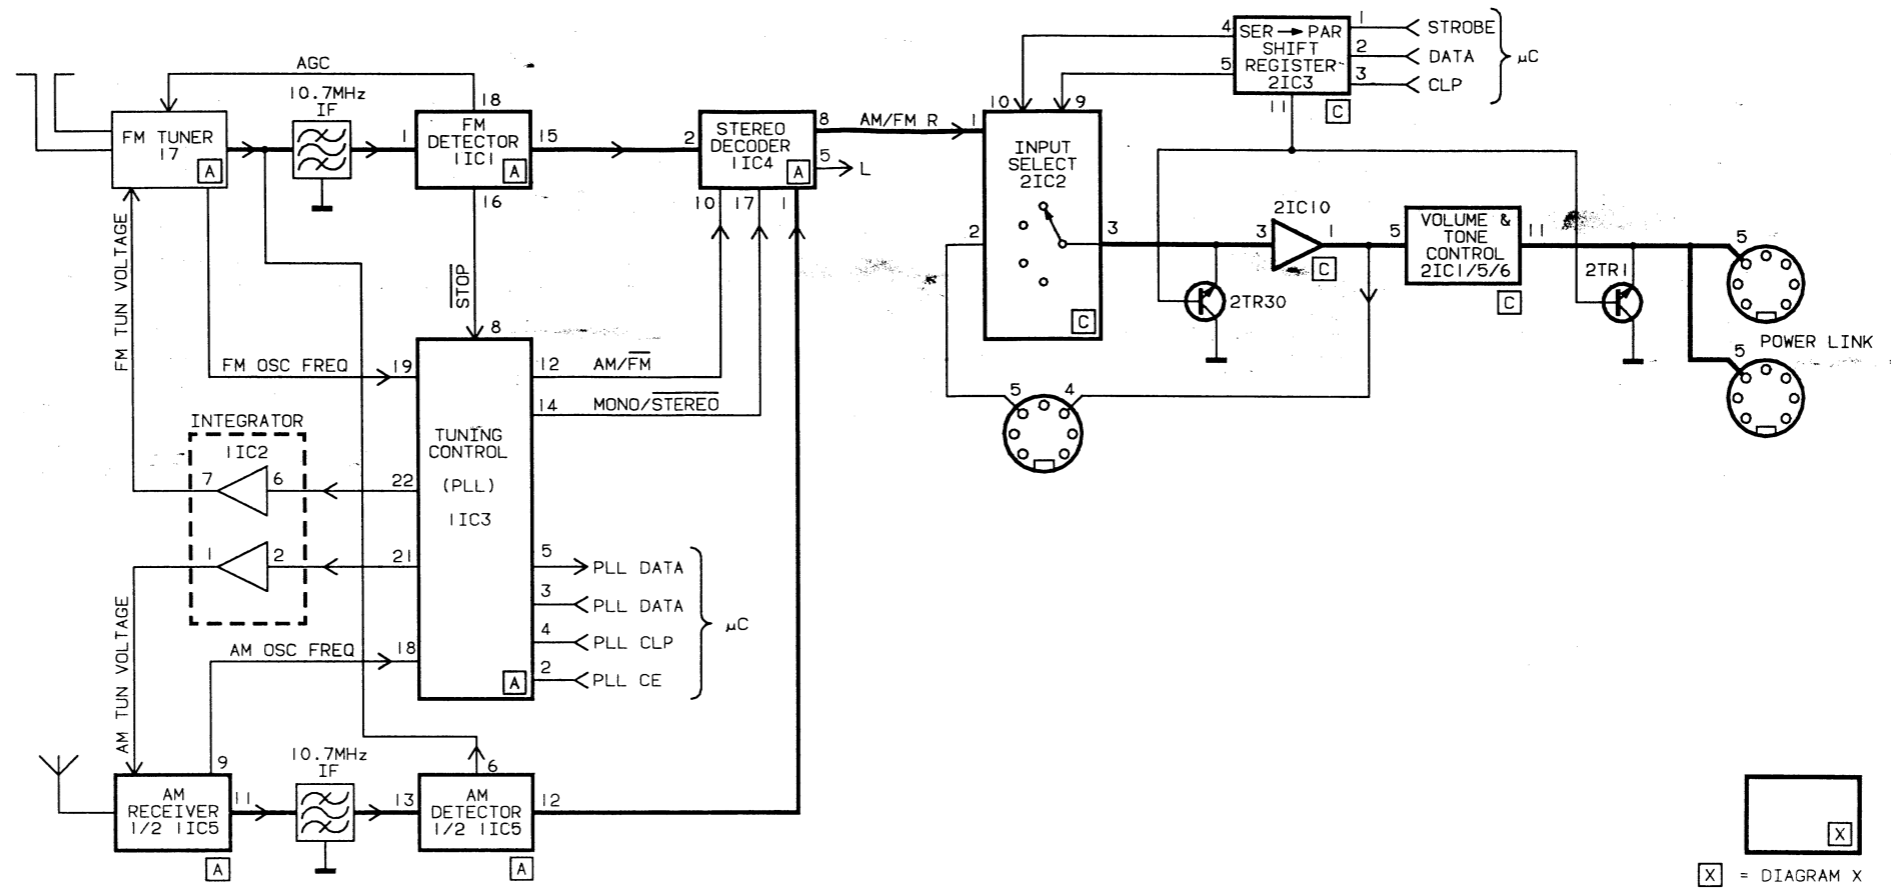 AGC
10.7MHz
IF
FM TUNER
17
A
1
18
FM
DETECTOR
1IC1
A
15
16
2
STEREO
DECODER
1IC4
A
8
AM/FM R
5
L
10
17
1
1
10
9
INPUT
SELECT
2IC2
2
3
C
4
5
SER → PAR
SHIFT
REGISTER
2IC3
11
C
1
STROBE
2
DATA
3
CLP
μC
2TR30
3
2IC10
1
C
5
VOLUME &
TONE
CONTROL
2IC1/5/6
11
C
2TR1
5
POWER LINK
5
5
4
FM TUN VOLTAGE
STOP
8
FM OSC FREQ
19
12
AM/FM
14
MONO/STEREO
TUNING
CONTROL
(PLL)
1IC3
A
INTEGRATOR
1IC2
7
6
22
1
2
21
5
PLL DATA
3
PLL DATA
4
PLL CLP
2
PLL CE
μC
AM OSC FREQ
18
AM TUN VOLTAGE
9
AM
RECEIVER
1/2 1IC5
A
11
10.7MHz
IF
13
6
AM
DETECTOR
1/2 1IC5
A
12
X
X = DIAGRAM X